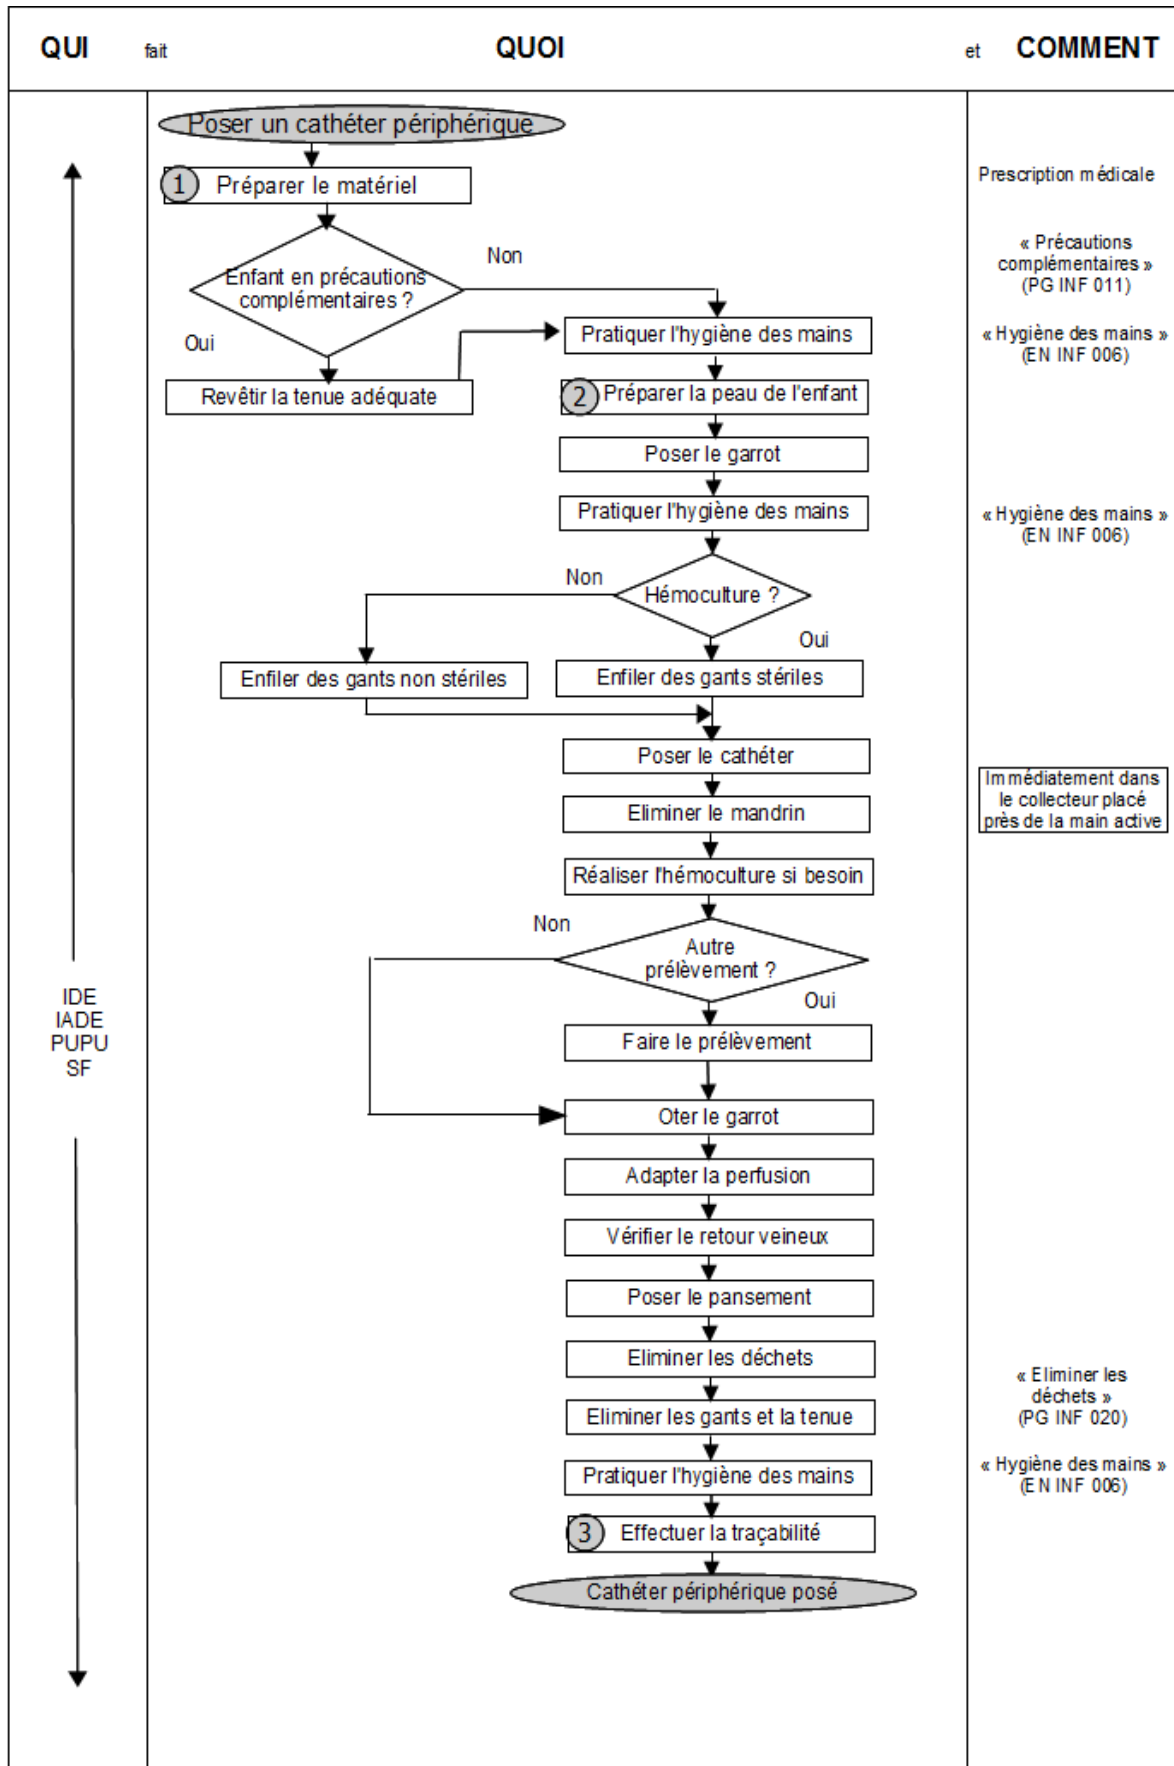 QUI fait QUOI et COMMENT
Poser un cathéter périphérique
1 Préparer le matériel
Prescription médicale
Enfant en précautions
complémentaires ?
Non
Oui
« Précautions
complémentaires »
(PG INF 011)
Revêtir la tenue adéquate
Pratiquer l'hygiène des mains
« Hygiène des mains »
(EN INF 006)
2 Préparer la peau de l'enfant
Poser le garrot
Pratiquer l'hygiène des mains
« Hygiène des mains »
(EN INF 006)
Hémoculture ?
Non
Oui
Enfiler des gants non stériles
Enfiler des gants stériles
Poser le cathéter
Eliminer le mandrin
Immédiatement dans
le collecteur placé
près de la main active
Réaliser l'hémoculture si besoin
Autre
prélèvement ?
Non
Oui
IDE
IADE
PUPU
SF
Faire le prélèvement
Oter le garrot
Adapter la perfusion
Vérifier le retour veineux
Poser le pansement
Eliminer les déchets
« Eliminer les
déchets »
(PG INF 020)
Eliminer les gants et la tenue
Pratiquer l'hygiène des mains
« Hygiène des mains »
(EN INF 006)
3 Effectuer la traçabilité
Cathéter périphérique posé